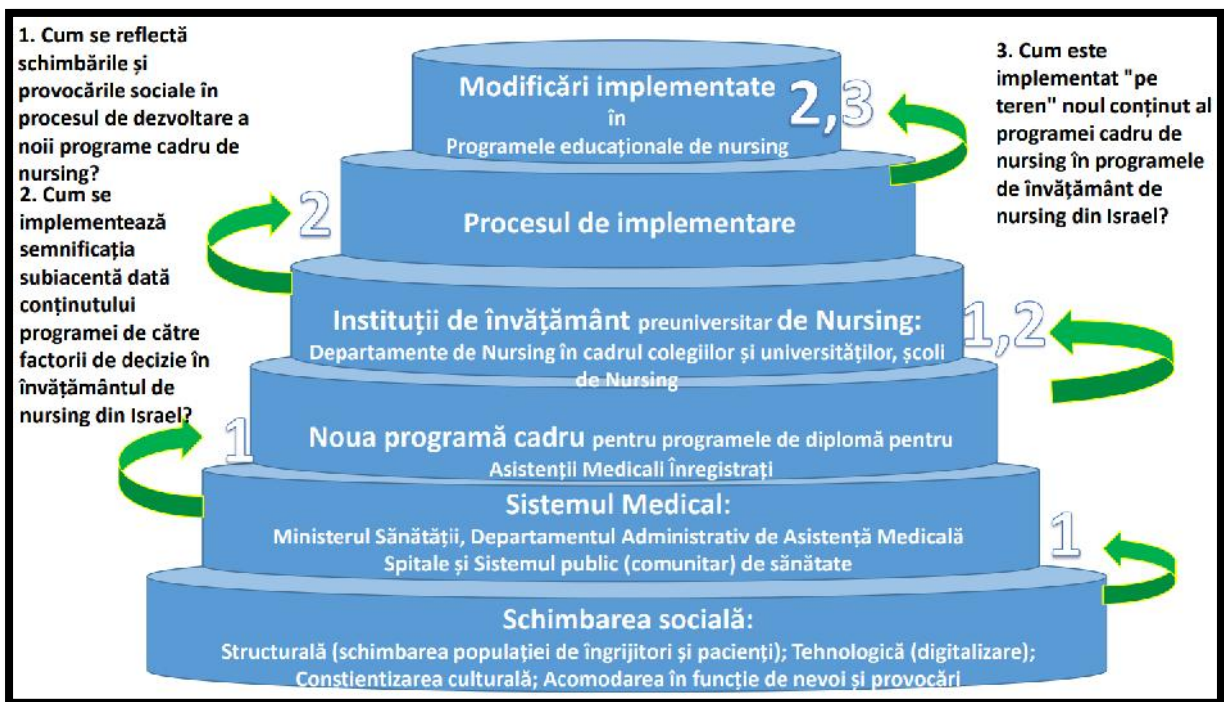 1. Cum se reflectă
schimbările și
provocările sociale în
procesul de dezvoltare a
noii programe cadru de
nursing?
2. Cum se
implementează
semnificația
subiacentă dată
conținutului
programei de către
factorii de decizie în
învățământul de
nursing din Israel?
3. Cum este
implementat "pe
teren" noul conținut al
programei cadru de
nursing în programele
de învățământ de
nursing din Israel?
Modificări implementate
în
Programele educaționale de nursing
2,3
Procesul de implementare
2
Instituții de învățământ preuniversitar de Nursing:
Departamente de Nursing în cadrul colegiilor și universităților, școli
de Nursing
1,2
Noua programă cadru pentru programele de diplomă pentru
Asistenții Medicali Înregistrați
1
Sistemul Medical:
Ministerul Sănătății, Departamentul Administrativ de Asistență Medicală
Spitale și Sistemul public (comunitar) de sănătate
1
Schimbarea socială:
Structurală (schimbarea populației de îngrijitori și pacienți); Tehnologică (digitalizare);
Constientizarea culturală; Acomodarea în funcție de nevoi și provocări